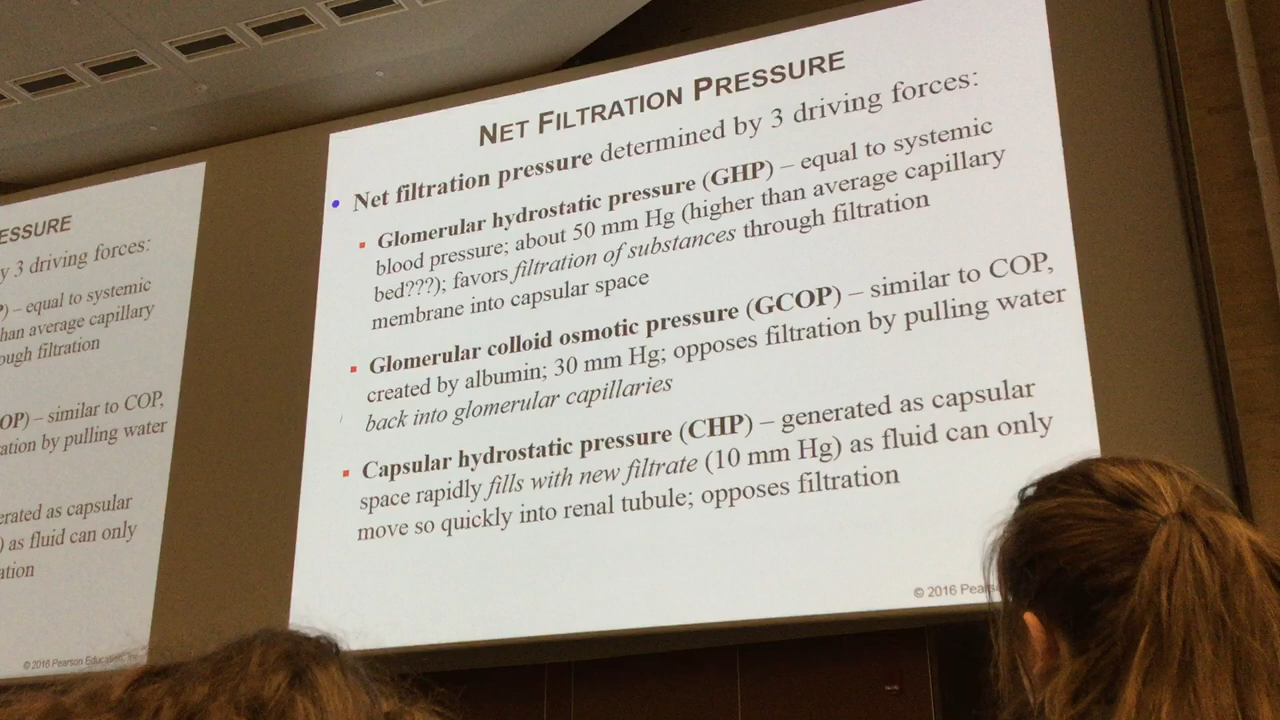 NET FILTRATION PRESSURE
• Net filtration pressure determined by 3 driving forces:
▪ Glomerular hydrostatic pressure (GHP) – equal to systemic
blood pressure; about 50 mm Hg (higher than average capillary
bed???); favors filtration of substances through filtration
membrane into capsular space
▪ Glomerular colloid osmotic pressure (GCOP) – similar to COP,
created by albumin; 30 mm Hg; opposes filtration by pulling water
back into glomerular capillaries
▪ Capsular hydrostatic pressure (CHP) – generated as capsular
space rapidly fills with new filtrate (10 mm Hg) as fluid can only
move so quickly into renal tubule; opposes filtration
© 2016
ESSURE
y 3 driving forces:
) – equal to systemic
han average capillary
ough filtration
OP) – similar to COP,
ation by pulling water
erated as capsular
) as fluid can only
ation
© 2016 Pearson Education,